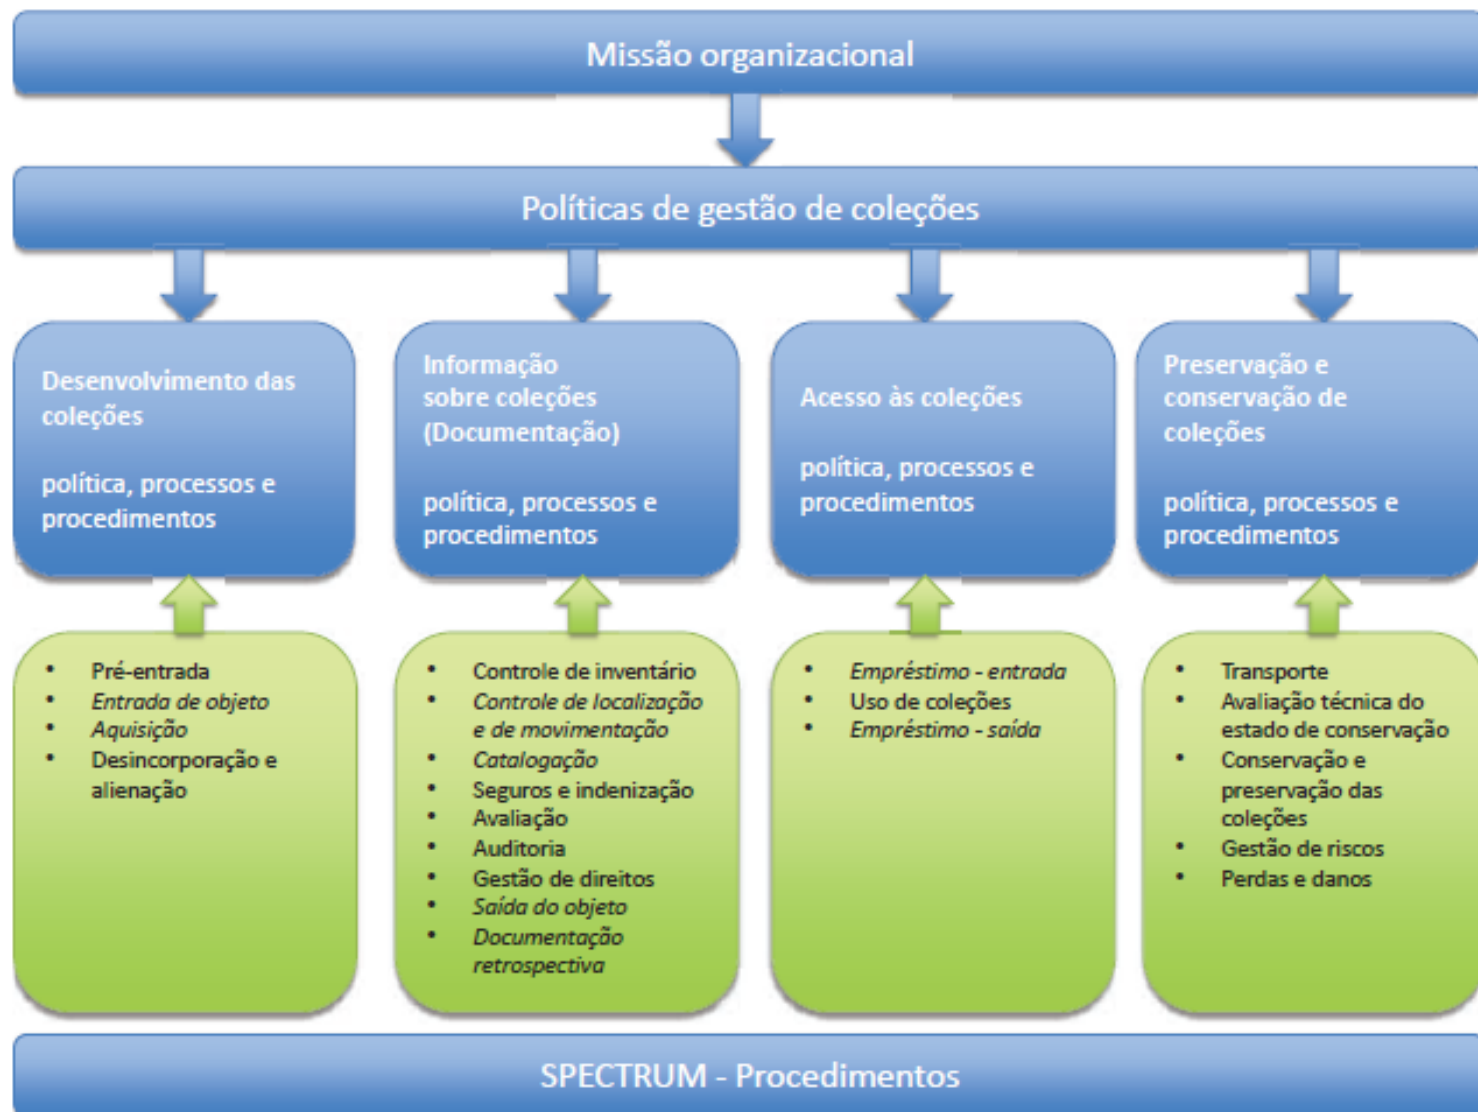 Missão organizacional
Políticas de gestão de coleções
Desenvolvimento das
coleções
política, processos e
procedimentos
Informação
sobre coleções
(Documentação)
política, processos e
procedimentos
Acesso às coleções
política, processos e
procedimentos
Preservação e
conservação de
coleções
política, processos e
procedimentos
• Pré-entrada
• Entrada de objeto
• Aquisição
• Desincorporação e
alienação
• Controle de inventário
• Controle de localização
e de movimentação
• Catalogação
• Seguros e indenização
• Avaliação
• Auditoria
• Gestão de direitos
• Saída do objeto
• Documentação
retrospectiva
• Empréstimo - entrada
• Uso de coleções
• Empréstimo - saída
• Transporte
• Avaliação técnica do
estado de conservação
• Conservação e
preservação das
coleções
• Gestão de riscos
• Perdas e danos
SPECTRUM - Procedimentos